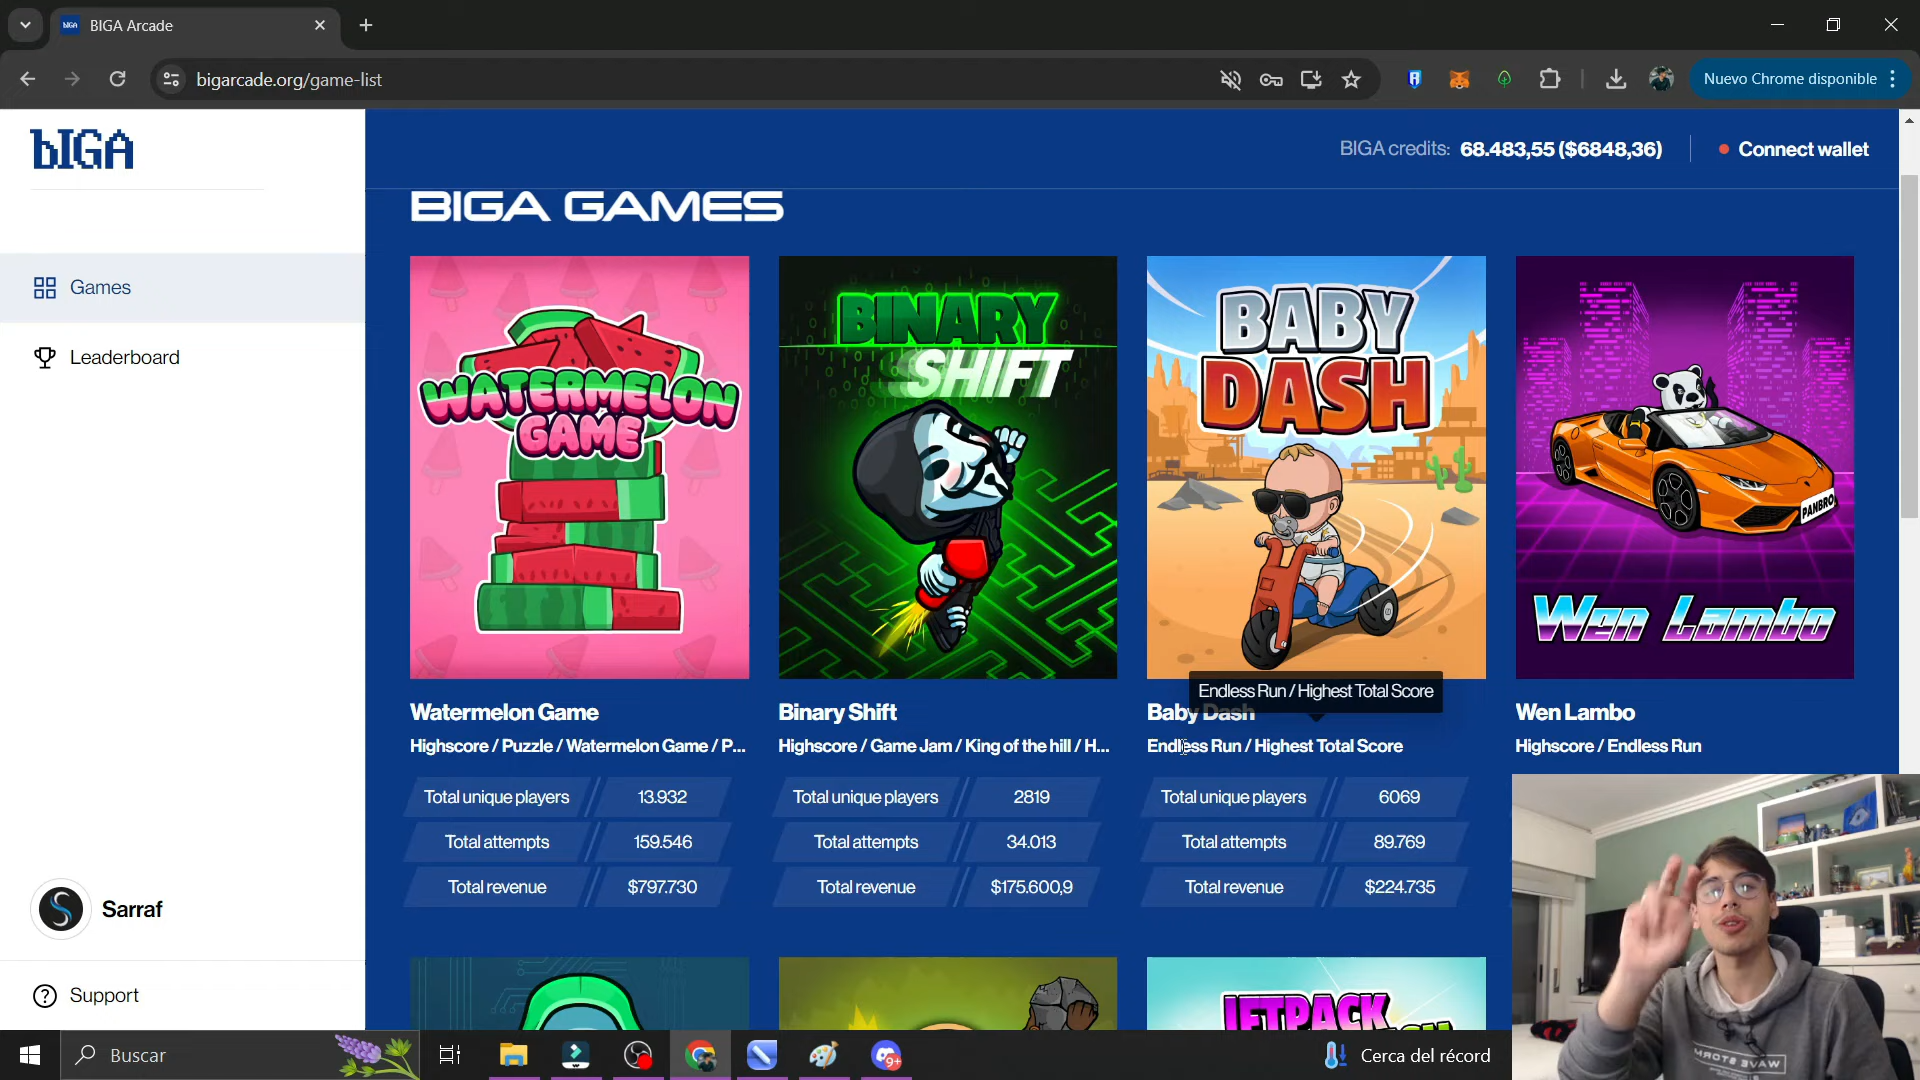 BIGA Arcade
bigarcade.org/game-list
Nuevo Chrome disponible
bIGA
BIGA credits: 68.483,55 ($6848,36)
Connect wallet
BIGA GAMES
Games
Leaderboard
WATERMELON
GAME
BINARY
SHIFT
BABY
DASH
PANBRO
Wen Lambo
Endless Run / Highest Total Score
Watermelon Game
Binary Shift
Baby Dash
Wen Lambo
Highscore / Puzzle / Watermelon Game / P...
Highscore / Game Jam / King of the hill / H...
Endless Run / Highest Total Score
Highscore / Endless Run
Total unique players 13.932
Total unique players 2819
Total unique players 6069
Total attempts 159.546
Total attempts 34.013
Total attempts 89.769
Total revenue $797.730
Total revenue $175.600,9
Total revenue $224.735
Sarraf
Support
JETPACK
WAVE STORM
Buscar
9+
Cerca del récord